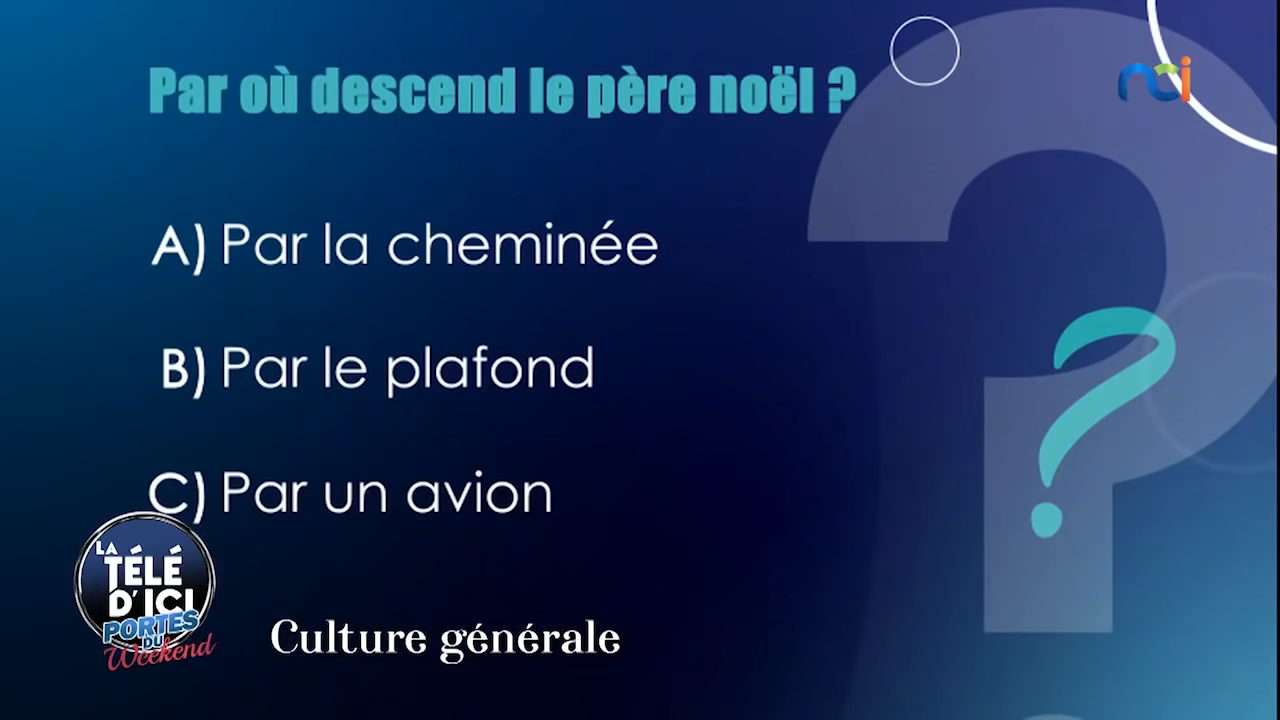 Par où descend le père noël ?
nci
A) Par la cheminée
B) Par le plafond
C) Par un avion
LA
TÉLÉ
D'ICI
PORTES
DU
Weekend
Culture générale